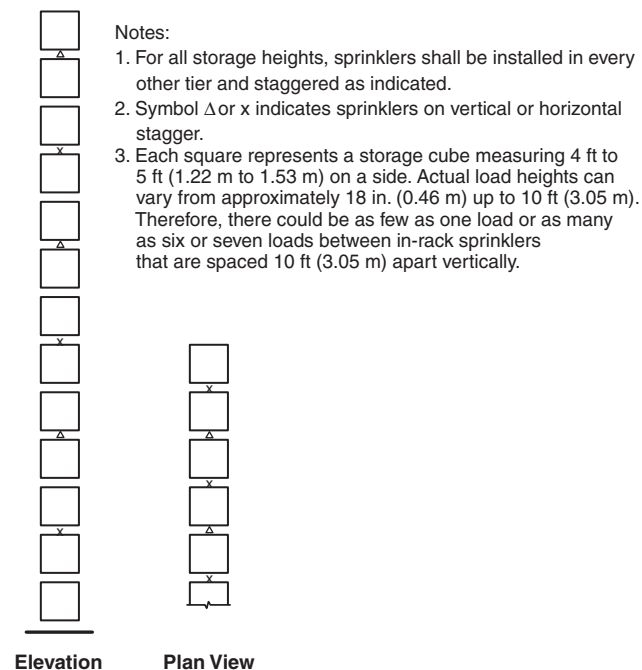 Notes:
1. For all storage heights, sprinklers shall be installed in every
other tier and staggered as indicated.
2. Symbol Δ or x indicates sprinklers on vertical or horizontal
stagger.
3. Each square represents a storage cube measuring 4 ft to
5 ft (1.22 m to 1.53 m) on a side. Actual load heights can
vary from approximately 18 in. (0.46 m) up to 10 ft (3.05 m).
Therefore, there could be as few as one load or as many
as six or seven loads between in-rack sprinklers
that are spaced 10 ft (3.05 m) apart vertically.
Δ
x
Δ
x
Δ
x
x
Δ
x
Δ
x
Elevation
Plan View